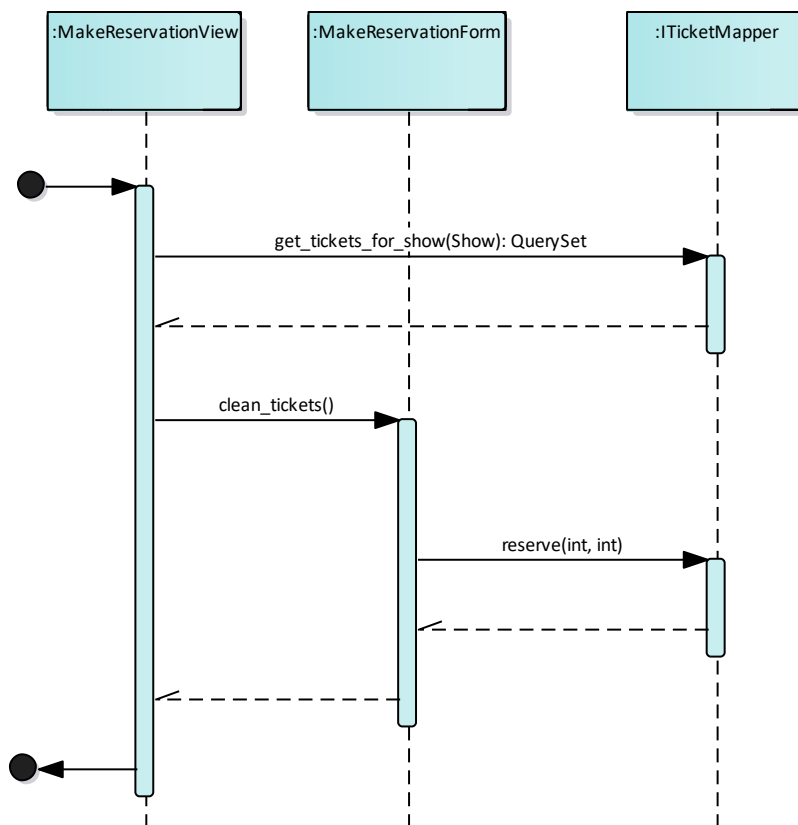 :MakeReservationView
:MakeReservationForm
:ITicketMapper
get_tickets_for_show(Show): QuerySet
clean_tickets()
reserve(int, int)